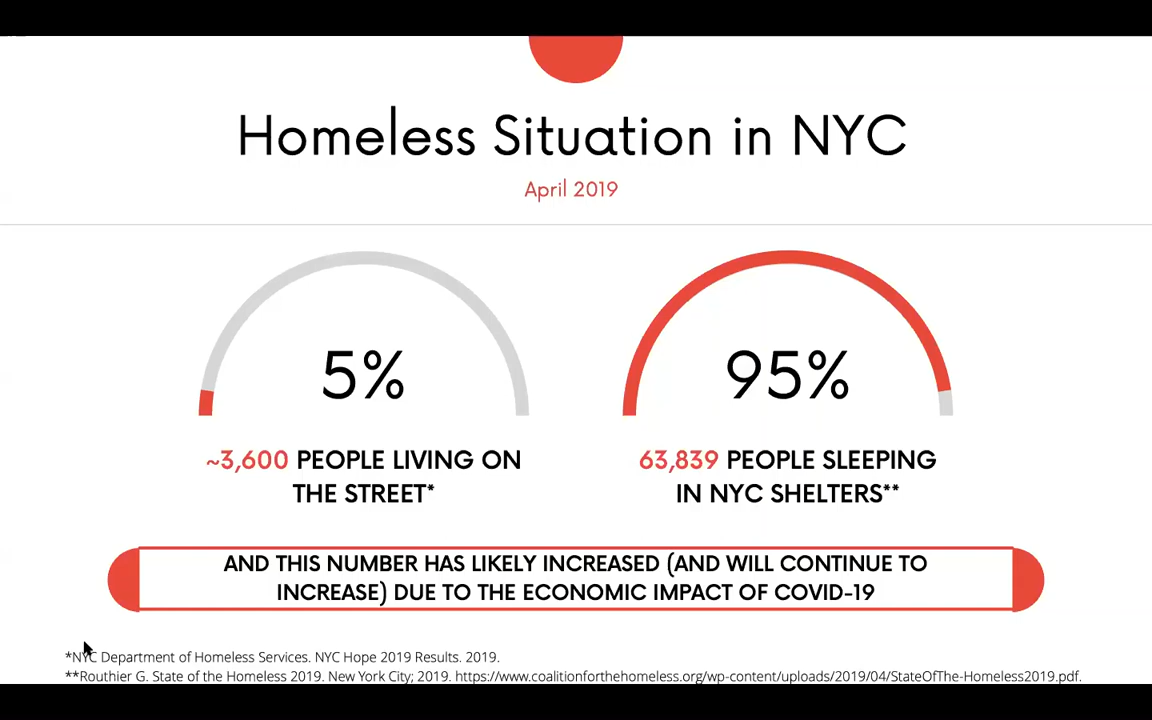 Homeless Situation in NYC
April 2019
5%
~3,600 PEOPLE LIVING ON
THE STREET*
95%
63,839 PEOPLE SLEEPING
IN NYC SHELTERS**
AND THIS NUMBER HAS LIKELY INCREASED (AND WILL CONTINUE TO
INCREASE) DUE TO THE ECONOMIC IMPACT OF COVID-19
*NYC Department of Homeless Services. NYC Hope 2019 Results. 2019.
**Routhier G. State of the Homeless 2019. New York City; 2019. https://www.coalitionforthehomeless.org/wp-content/uploads/2019/04/StateOfThe-Homeless2019.pdf.